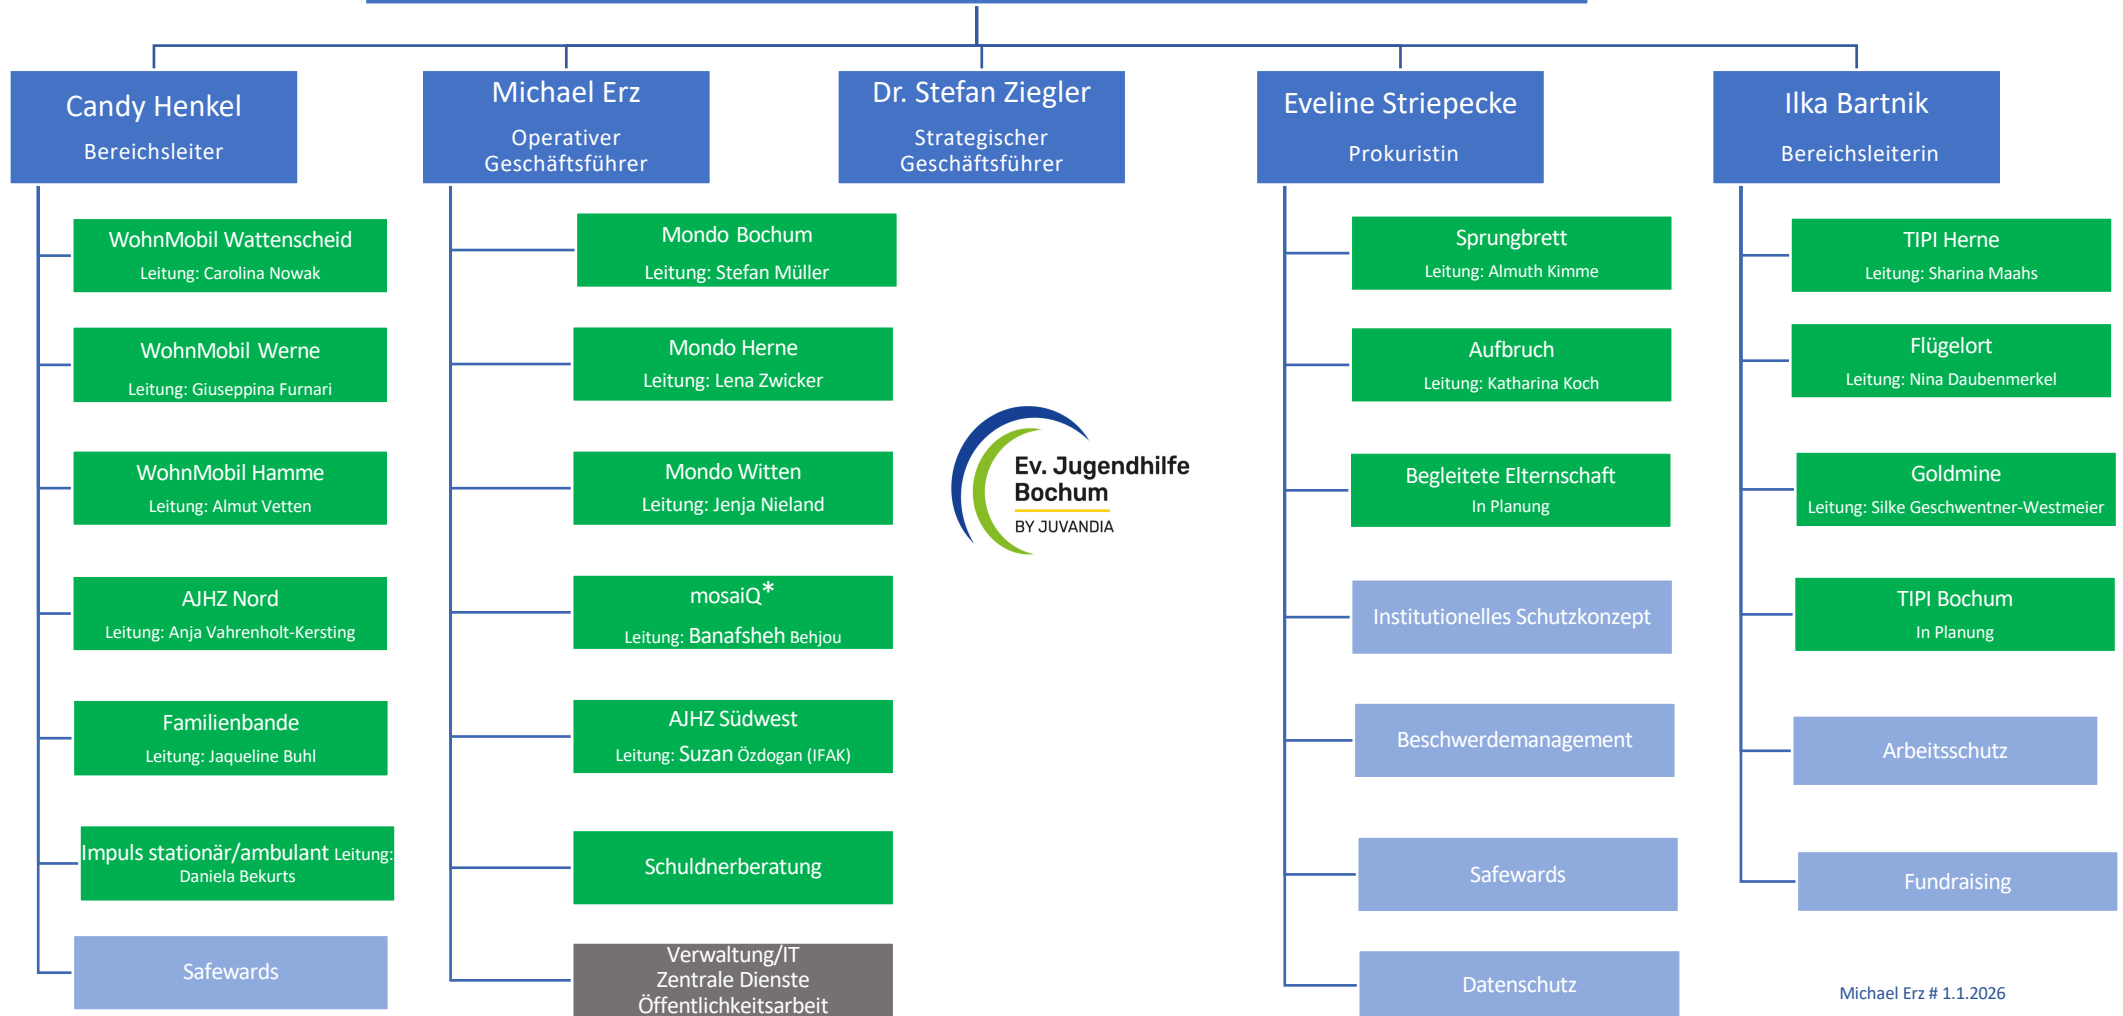 Candy Henkel
Bereichsleiter
Michael Erz
Operativer
Geschäftsführer
Dr. Stefan Ziegler
Strategischer
Geschäftsführer
Eveline Striepecke
Prokuristin
Ilka Bartnik
Bereichsleiterin
WohnMobil Wattenscheid
Leitung: Carolina Nowak
WohnMobil Werne
Leitung: Giuseppina Furnari
WohnMobil Hamme
Leitung: Almut Vetten
AJHZ Nord
Leitung: Anja Vahrenholt-Kersting
Familienbande
Leitung: Jaqueline Buhl
Impuls stationär/ambulant Leitung:
Daniela Bekurts
Safewards
Mondo Bochum
Leitung: Stefan Müller
Mondo Herne
Leitung: Lena Zwicker
Mondo Witten
Leitung: Jenja Nieland
mosaiQ*
Leitung: Banafsheh Behjou
AJHZ Südwest
Leitung: Suzan Özdogan (IFAK)
Schuldnerberatung
Verwaltung/IT
Zentrale Dienste
Öffentlichkeitsarbeit
Ev. Jugendhilfe
Bochum
BY JUVANDIA
Sprungbrett
Leitung: Almuth Kimme
Aufbruch
Leitung: Katharina Koch
Begleitete Elternschaft
In Planung
Institutionelles Schutzkonzept
Beschwerdemanagement
Safewards
Datenschutz
TIPI Herne
Leitung: Sharina Maahs
Flügelort
Leitung: Nina Daubenmerkel
Goldmine
Leitung: Silke Geschwentner-Westmeier
TIPI Bochum
In Planung
Arbeitsschutz
Fundraising
Michael Erz # 1.1.2026